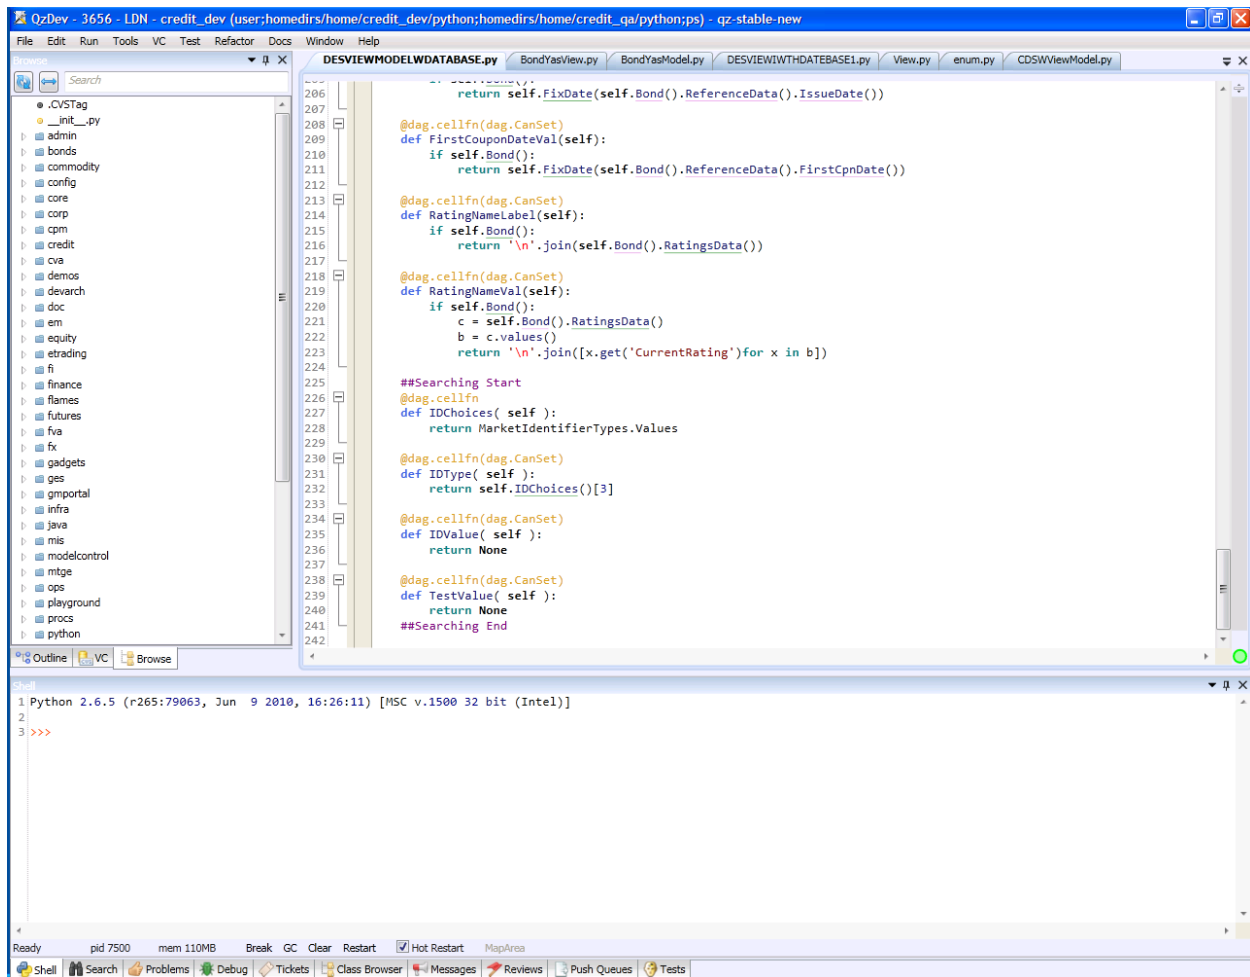 QzDev - 3656 - LDN - credit_dev (user;homedirs/home/credit_dev/python;homedirs/home/credit_qa/python;ps) - qz-stable-new
File Edit Run Tools VC Test Refactor Docs Window Help
Browse
DESVIEWMODELWDATABASE.py BondYasView.py BondYasModel.py DESVIEWIWTHDATEBASE1.py View.py enum.py CDSWViewModel.py
Search
.CVSTag
__init__.py
admin
bonds
commodity
config
core
corp
cpm
credit
cva
demos
devarch
doc
em
equity
etrading
fi
finance
flames
futures
fva
fx
gadgets
ges
gmportal
infra
java
mis
modelcontrol
mtge
ops
playground
procs
python
Outline VC Browse
205 if self.Bond():
206 return self.FixDate(self.Bond().ReferenceData().IssueDate())
207
208 @dag.cellfn(dag.CanSet)
209 def FirstCouponDateVal(self):
210 if self.Bond():
211 return self.FixDate(self.Bond().ReferenceData().FirstCpnDate())
212
213 @dag.cellfn(dag.CanSet)
214 def RatingNameLabel(self):
215 if self.Bond():
216 return '\n'.join(self.Bond().RatingsData())
217
218 @dag.cellfn(dag.CanSet)
219 def RatingNameVal(self):
220 if self.Bond():
221 c = self.Bond().RatingsData()
222 b = c.values()
223 return '\n'.join([x.get('CurrentRating')for x in b])
224
225 ##Searching Start
226 @dag.cellfn
227 def IDChoices( self ):
228 return MarketIdentifierTypes.Values
229
230 @dag.cellfn(dag.CanSet)
231 def IDType( self ):
232 return self.IDChoices()[3]
233
234 @dag.cellfn(dag.CanSet)
235 def IDValue( self ):
236 return None
237
238 @dag.cellfn(dag.CanSet)
239 def TestValue( self ):
240 return None
241 ##Searching End
242
Shell
1 Python 2.6.5 (r265:79063, Jun 9 2010, 16:26:11) [MSC v.1500 32 bit (Intel)]
2
3 >>>
Ready pid 7500 mem 110MB Break GC Clear Restart Hot Restart MapArea
Shell Search Problems Debug Tickets Class Browser Messages Reviews Push Queues Tests